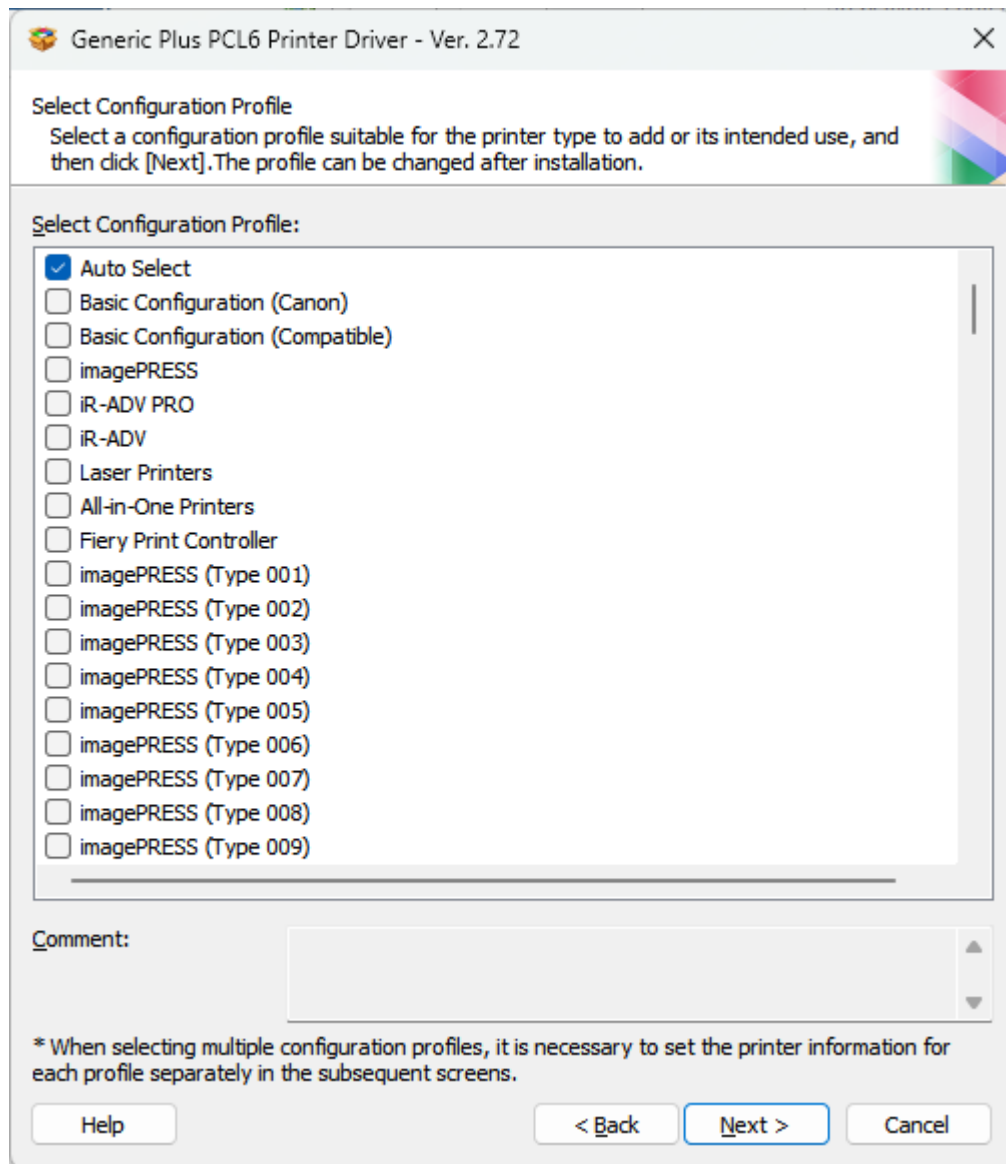 Generic Plus PCL6 Printer Driver - Ver. 2.72
Select Configuration Profile
Select a configuration profile suitable for the printer type to add or its intended use, and
then click [Next].The profile can be changed after installation.
Select Configuration Profile:
Auto Select
Basic Configuration (Canon)
Basic Configuration (Compatible)
imagePRESS
iR-ADV PRO
iR-ADV
Laser Printers
All-in-One Printers
Fiery Print Controller
imagePRESS (Type 001)
imagePRESS (Type 002)
imagePRESS (Type 003)
imagePRESS (Type 004)
imagePRESS (Type 005)
imagePRESS (Type 006)
imagePRESS (Type 007)
imagePRESS (Type 008)
imagePRESS (Type 009)
Comment:
* When selecting multiple configuration profiles, it is necessary to set the printer information for
each profile separately in the subsequent screens.
Help
< Back
Next >
Cancel